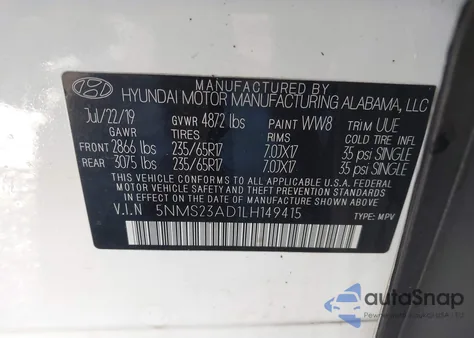 MANUFACTURED BY
HYUNDAI MOTOR MANUFACTURING ALABAMA, LLC
Jul/22/19 GVWR 4872 lbs PAINT WW8 TRIM UUE
GAWR TIRES RIMS COLD TIRE INFL
FRONT 2866 lbs 235/65R17 7.0JX17 35 psi SINGLE
REAR 3075 lbs 235/65R17 7.0JX17 35 psi SINGLE
THIS VEHICLE CONFORMS TO ALL APPLICABLE U.S.A. FEDERAL
MOTOR VEHICLE SAFETY STANDARDS IN EFFECT ON THE DATE OF
MANUFACTURE SHOWN ABOVE.
V.I.N 5NMS23AD1LH149415 TYPE: MPV
autoSnap